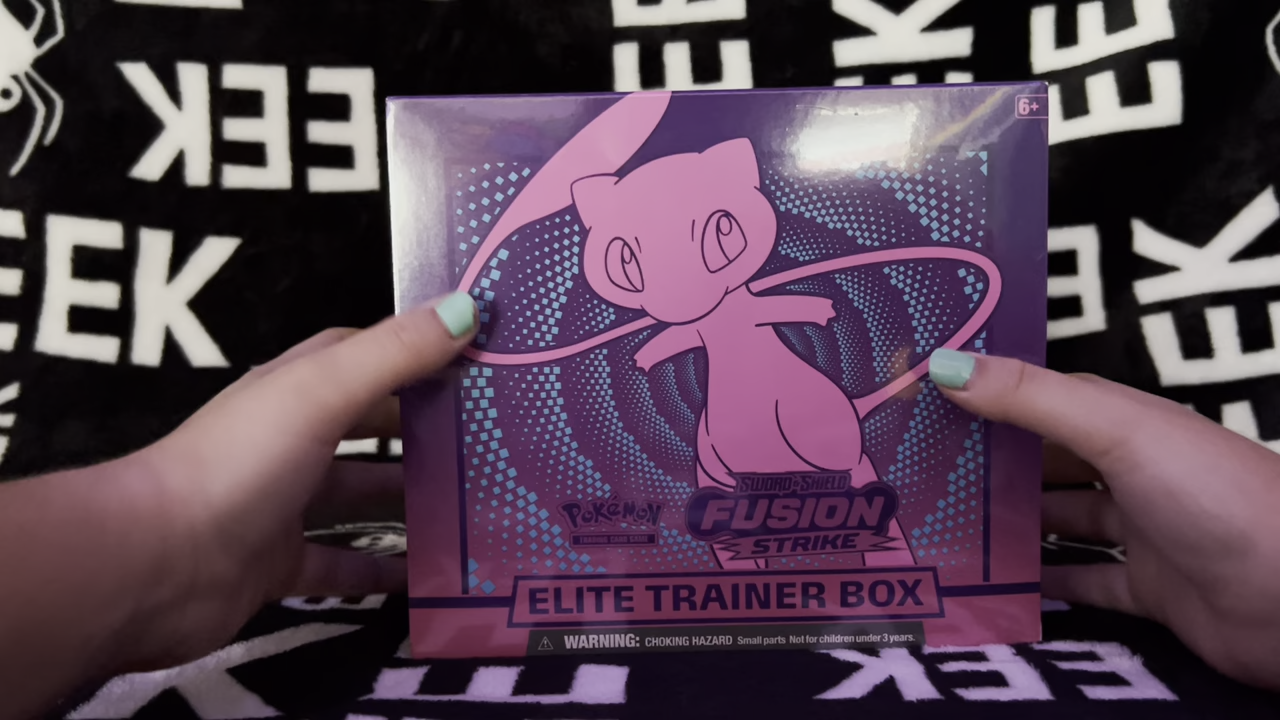 EEK
EEK
EEK
6+
Pokémon
TRADING CARD GAME
SWORD & SHIELD
FUSION
STRIKE
ELITE TRAINER BOX
WARNING: CHOKING HAZARD Small parts Not for children under 3 years.
EEK